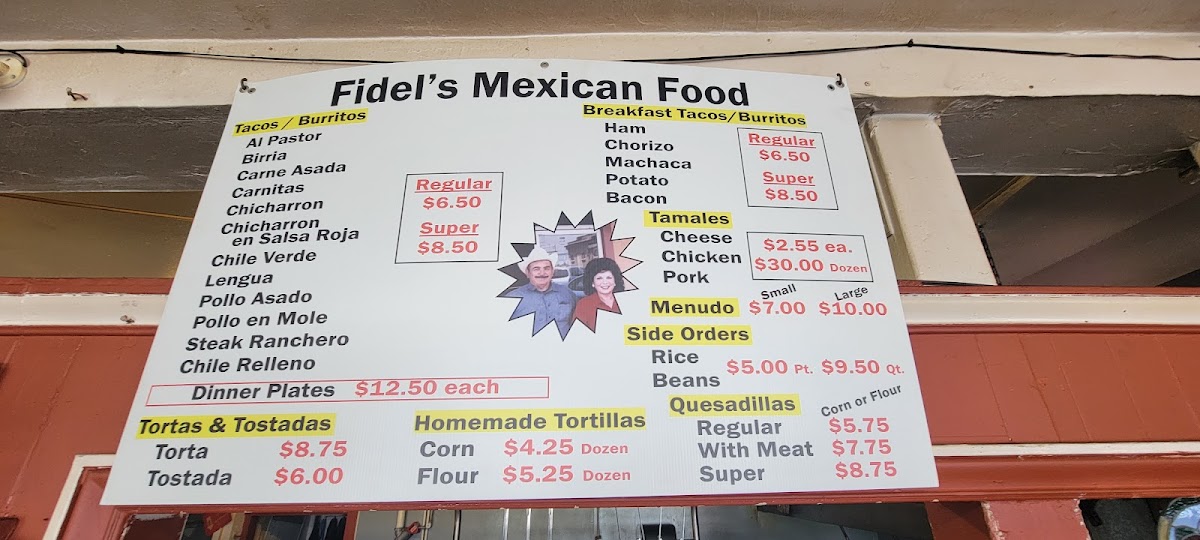 Fidel's Mexican Food
Tacos / Burritos
Al Pastor
Birria
Carne Asada
Carnitas
Chicharron
Chicharron
en Salsa Roja
Chile Verde
Lengua
Pollo Asado
Pollo en Mole
Steak Ranchero
Chile Relleno
Regular
$6.50
Super
$8.50
Dinner Plates $12.50 each
Tortas & Tostadas
Torta $8.75
Tostada $6.00
Homemade Tortillas
Corn $4.25 Dozen
Flour $5.25 Dozen
Breakfast Tacos/Burritos
Ham
Chorizo
Machaca
Potato
Bacon
Regular
$6.50
Super
$8.50
Tamales
Cheese
Chicken
Pork
$2.55 ea.
$30.00 Dozen
Small Large
Menudo $7.00 $10.00
Side Orders
Rice
Beans
$5.00 Pt. $9.50 Qt.
Quesadillas Corn or Flour
Regular $5.75
With Meat $7.75
Super $8.75